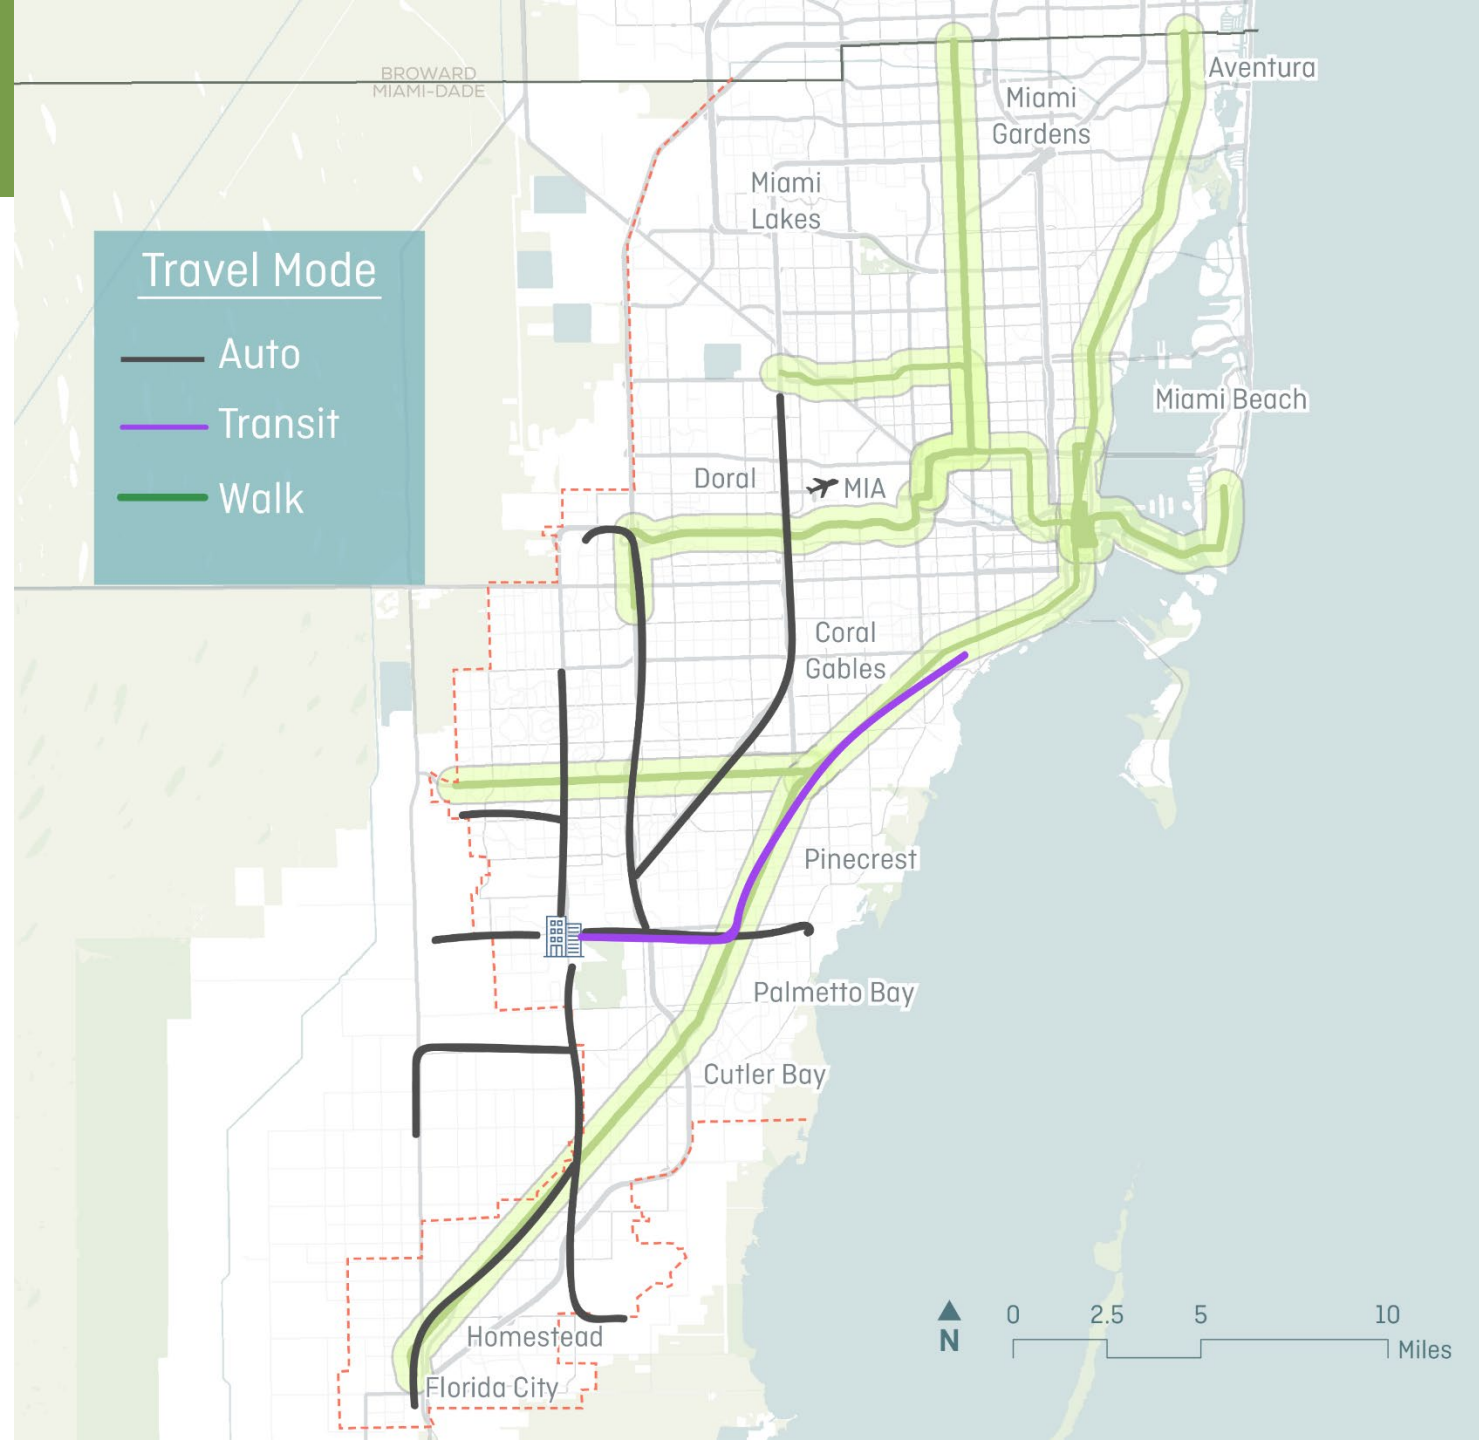 BROWARD
MIAMI-DADE
Aventura
Miami
Gardens
Miami
Lakes
Travel Mode
Auto
Transit
Walk
Miami Beach
Doral
MIA
Coral
Gables
Pinecrest
Palmetto Bay
Cutler Bay
Homestead
Florida City
N
0 2.5 5 10
Miles